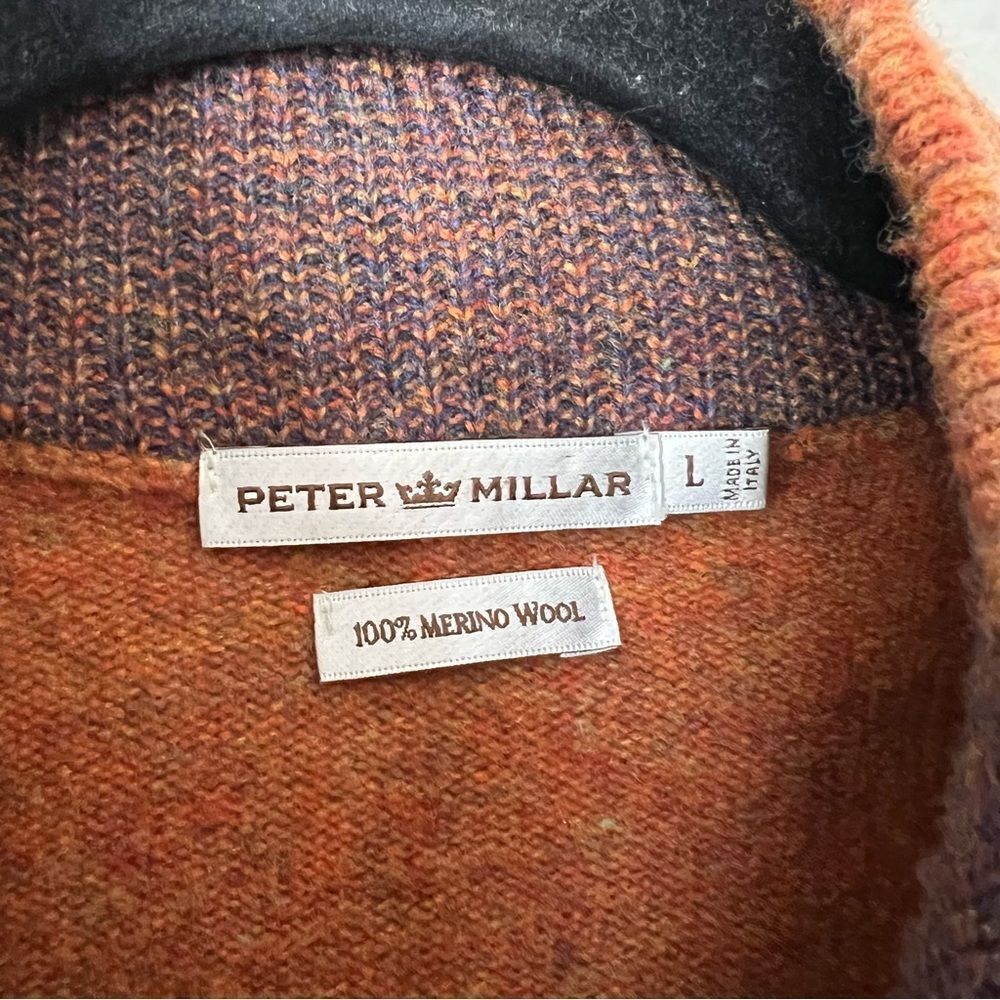 PETER MILLAR
L
MADE IN
ITALY
100% MERINO WOOL